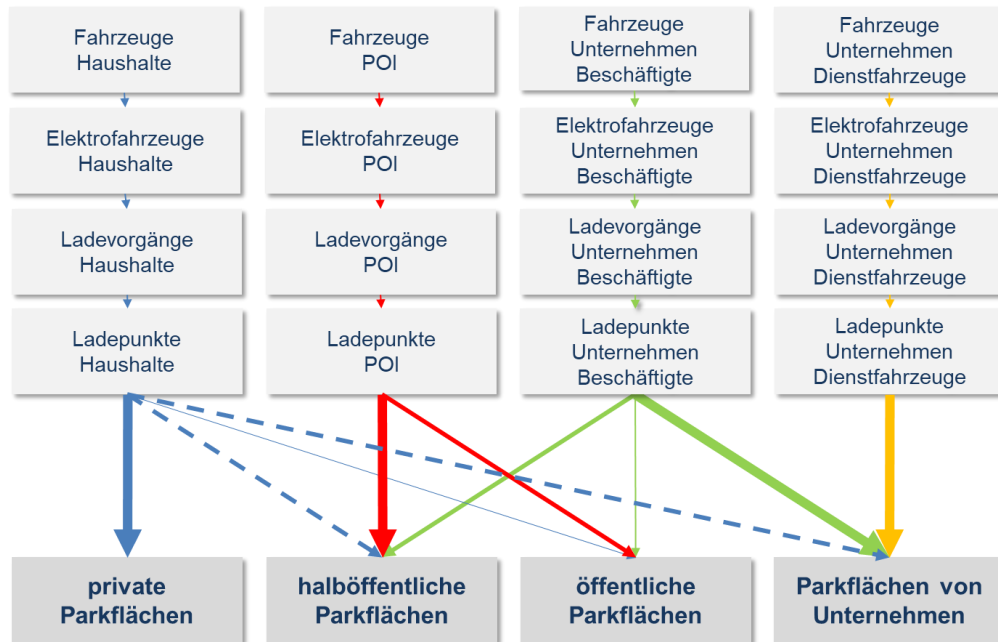 Fahrzeuge
Haushalte
Fahrzeuge
POI
Fahrzeuge
Unternehmen
Beschäftigte
Fahrzeuge
Unternehmen
Dienstfahrzeuge
Elektrofahrzeuge
Haushalte
Elektrofahrzeuge
POI
Elektrofahrzeuge
Unternehmen
Beschäftigte
Elektrofahrzeuge
Unternehmen
Dienstfahrzeuge
Ladevorgänge
Haushalte
Ladevorgänge
POI
Ladevorgänge
Unternehmen
Beschäftigte
Ladevorgänge
Unternehmen
Dienstfahrzeuge
Ladepunkte
Haushalte
Ladepunkte
POI
Ladepunkte
Unternehmen
Beschäftigte
Ladepunkte
Unternehmen
Dienstfahrzeuge
private
Parkflächen
halböffentliche
Parkflächen
öffentliche
Parkflächen
Parkflächen von
Unternehmen